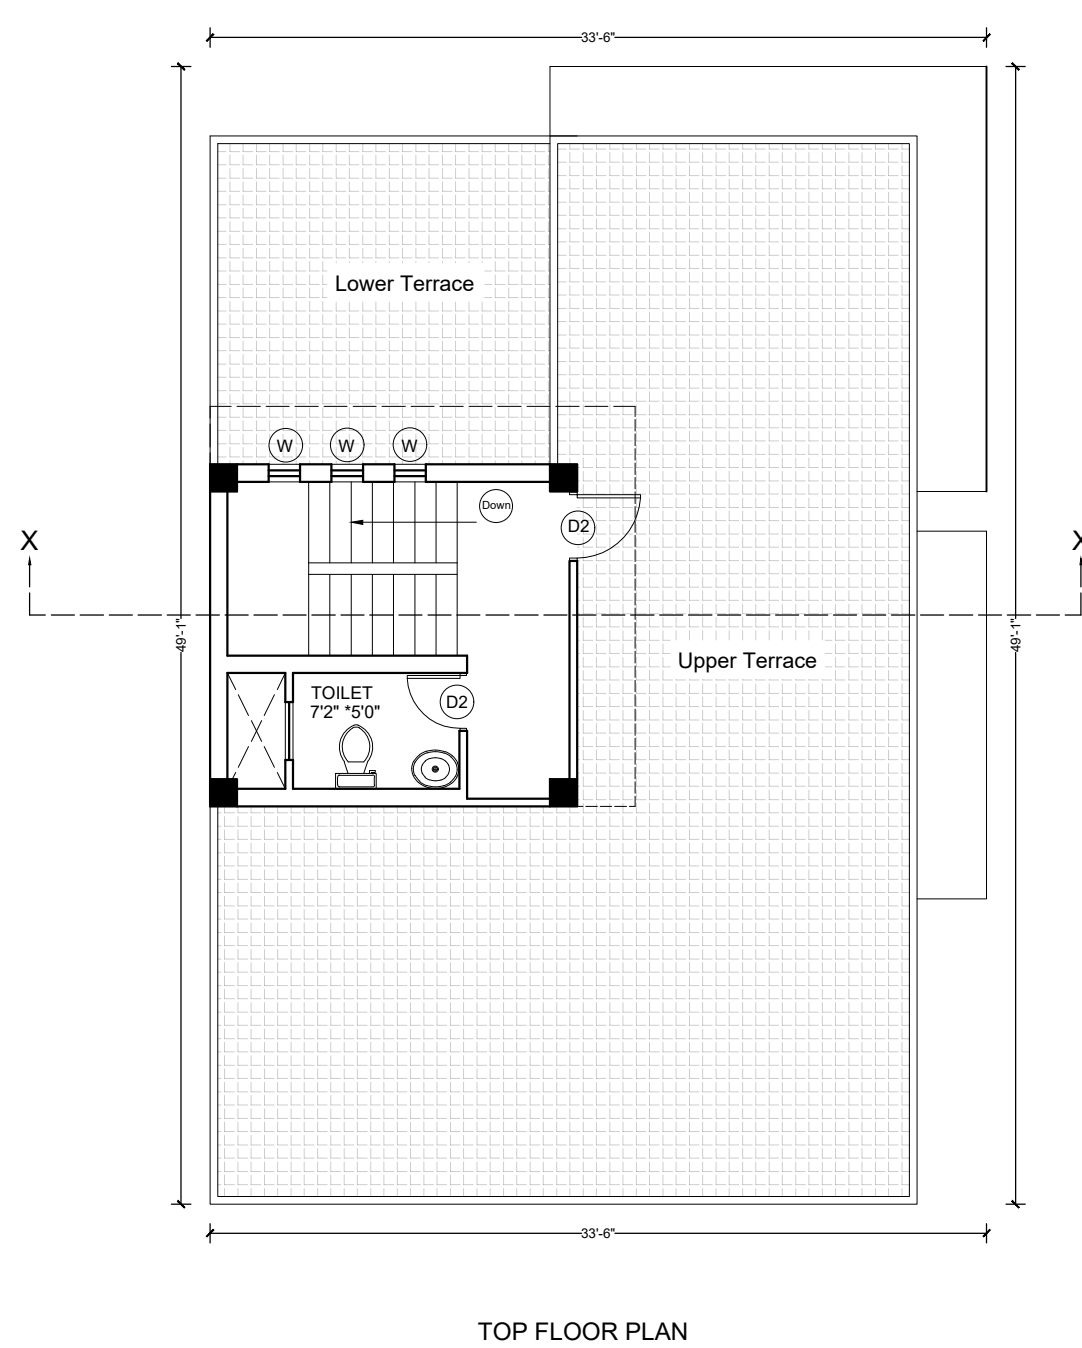 33'-6"
Lower Terrace
W W W
Down
D2
X X
49'-1" 49'-1"
Upper Terrace
TOILET
7'2" *5'0"
D2
33'-6"
TOP FLOOR PLAN